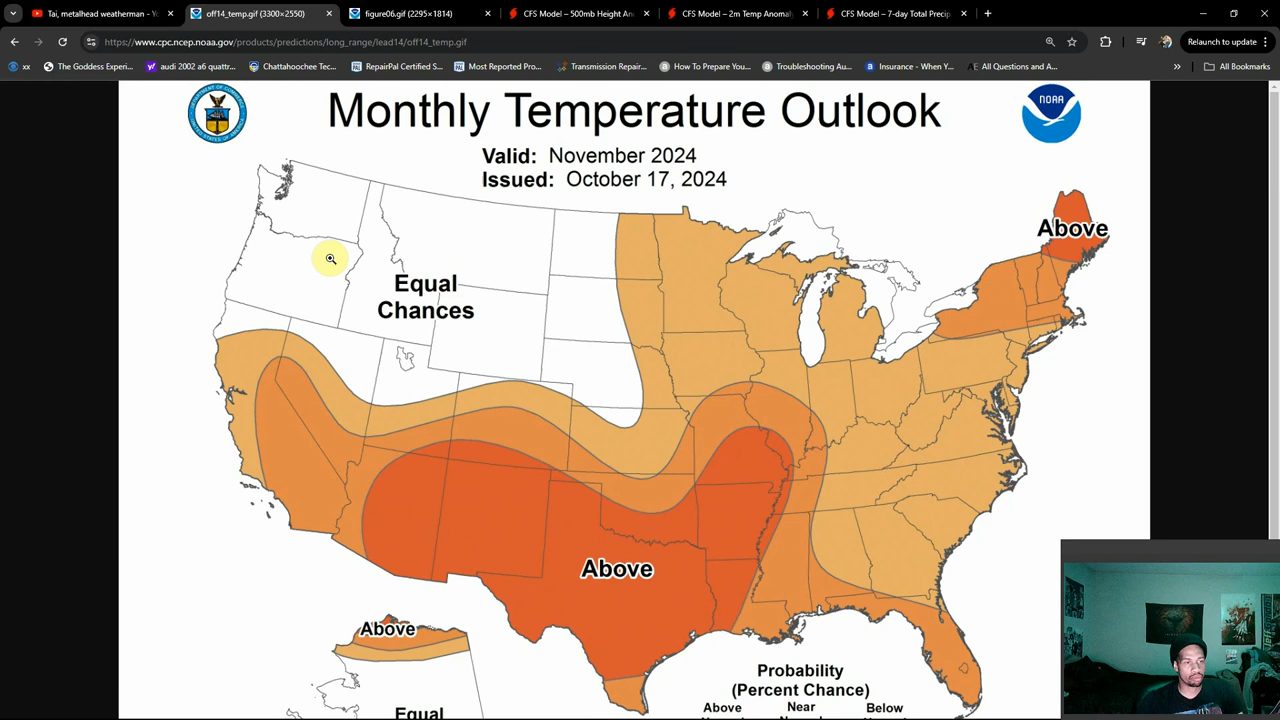 Tai, metalhead weatherman - Yo
off14_temp.gif (3300×2550)
figure06.gif (2295×1814)
CFS Model – 500mb Height An
CFS Model – 2m Temp Anomal
CFS Model – 7-day Total Precip
https://www.cpc.ncep.noaa.gov/products/predictions/long_range/lead14/off14_temp.gif
Relaunch to update
xx
The Goddess Experi...
audi 2002 a6 quattr...
Chattahoochee Tec...
RepairPal Certified S...
Most Reported Pro...
Transmission Repair...
How To Prepare You...
Troubleshooting Au...
Insurance - When Y...
All Questions and A...
All Bookmarks
Monthly Temperature Outlook
NOAA
Valid: November 2024
Issued: October 17, 2024
Above
Equal
Chances
Above
Above
Equal
Probability
(Percent Chance)
Above
Near
Below